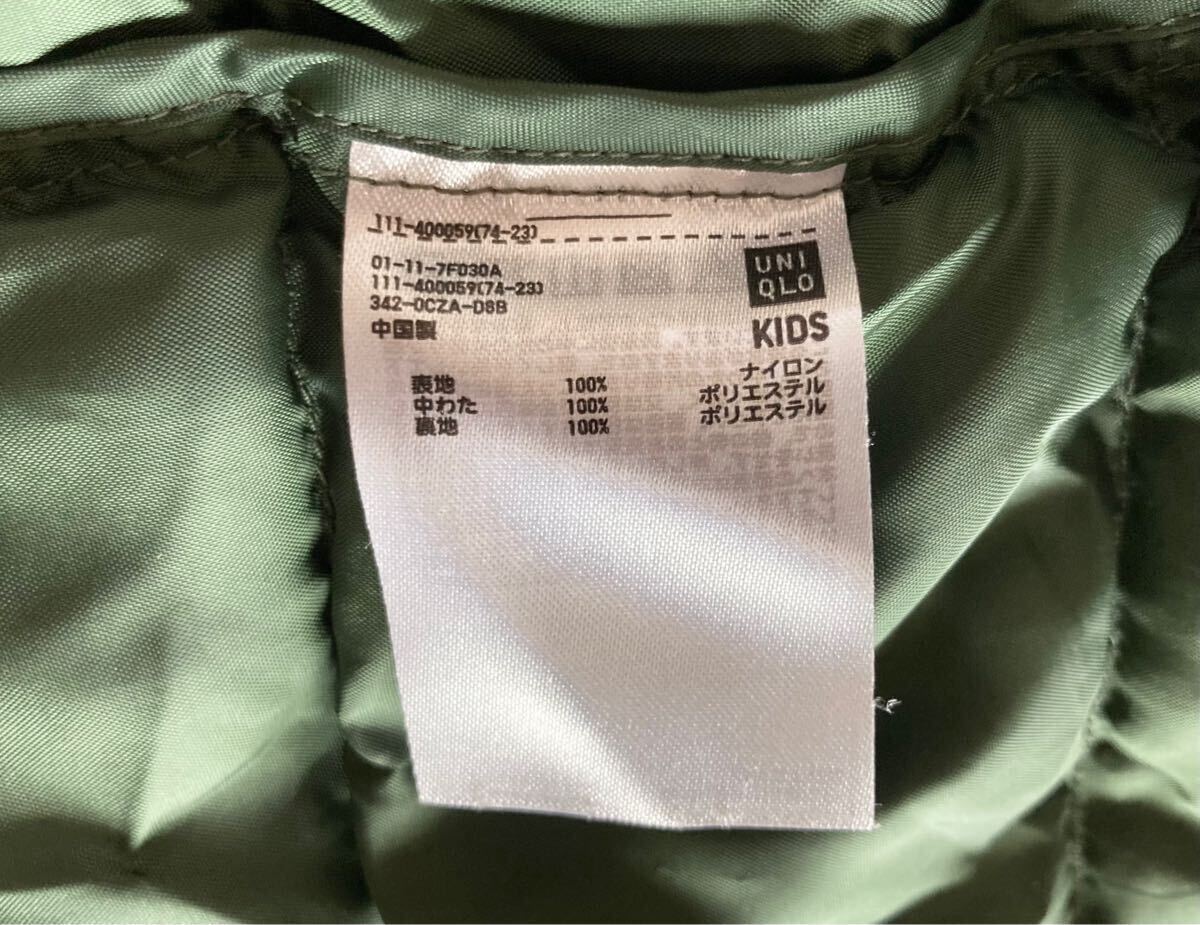 111-400059(74-23)
01-11-7F030A
111-400059(74-23)
342-0CZA-D8B
中国製
UNI
QLO
KIDS
表地 100% ナイロン
中わた 100% ポリエステル
裏地 100% ポリエステル